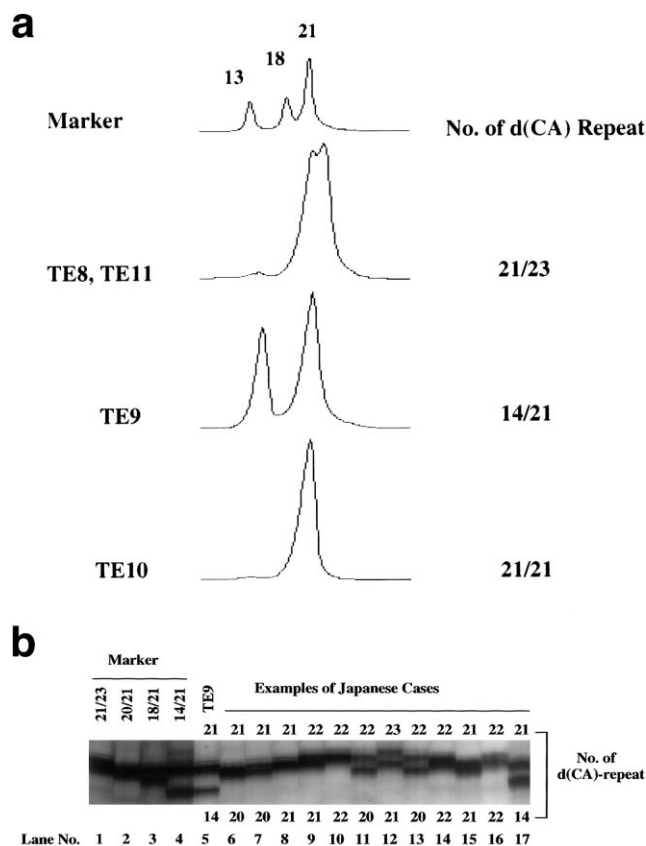 a
13
18
21
Marker
No. of d(CA) Repeat
TE8, TE11
21/23
TE9
14/21
TE10
21/21
b
Marker
21/23
20/21
18/21
14/21
TE9
Examples of Japanese Cases
21 21 21 21 22 22 22 23 22 22 21 22 21
No. of
d(CA)-repeat
14 20 20 21 21 22 20 21 20 21 21 22 14
Lane No. 1 2 3 4 5 6 7 8 9 10 11 12 13 14 15 16 17